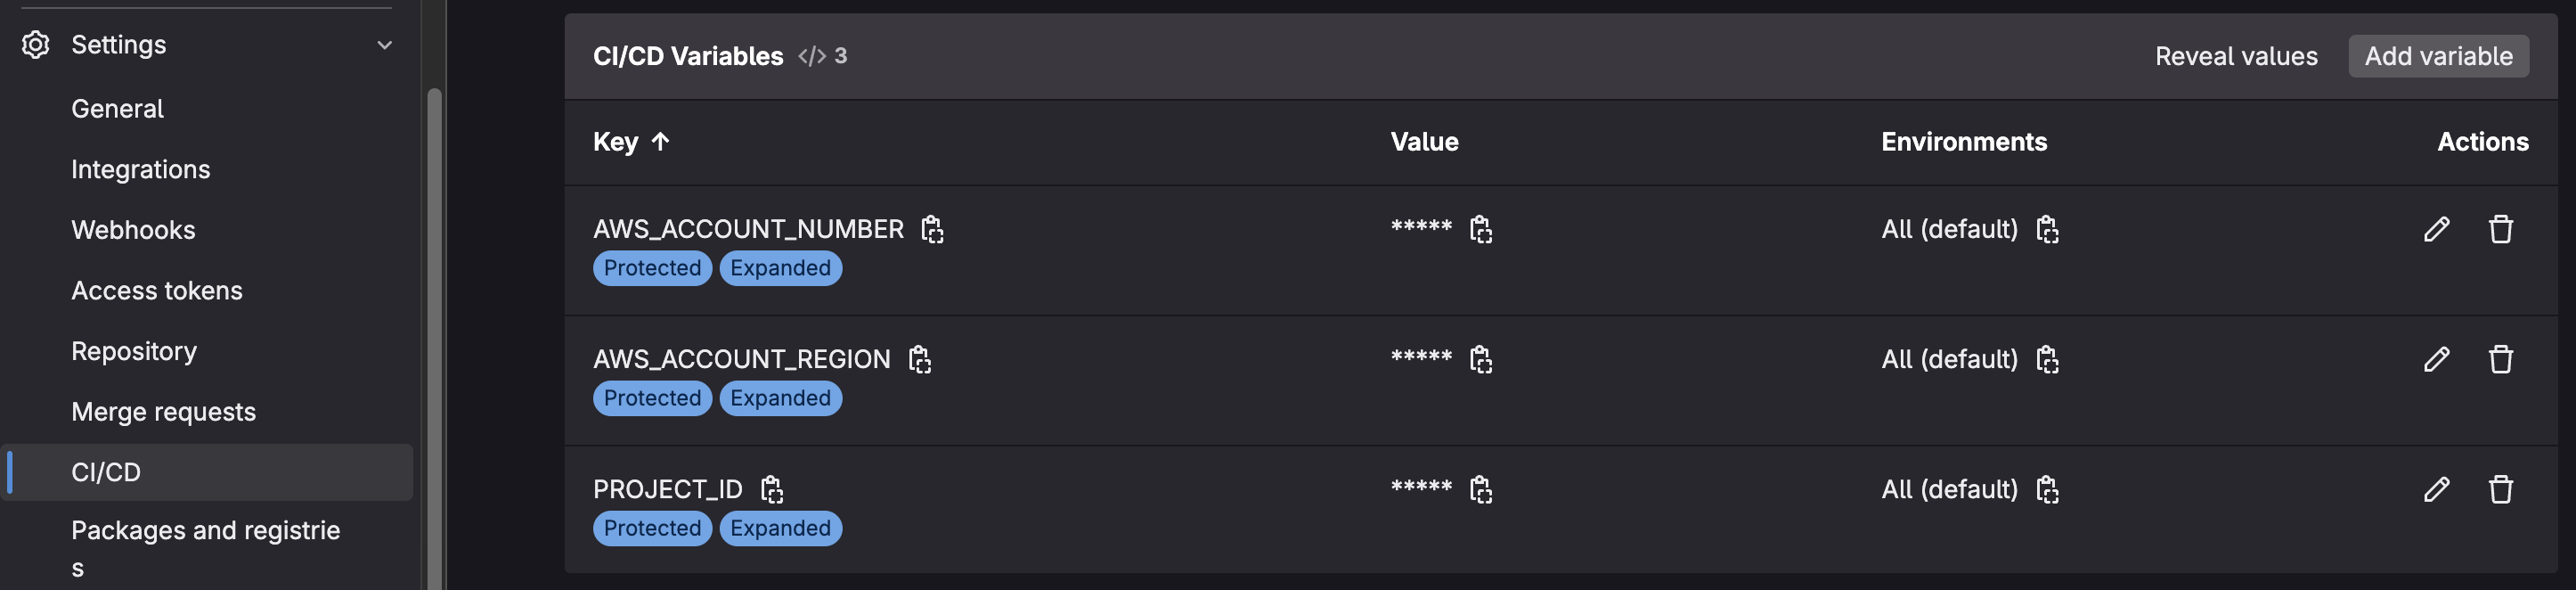 Settings
General
Integrations
Webhooks
Access tokens
Repository
Merge requests
CI/CD
Packages and registrie
s
CI/CD Variables </> 3
Reveal values
Add variable
Key ↑ Value Environments Actions
AWS_ACCOUNT_NUMBER ***** All (default)
Protected Expanded
AWS_ACCOUNT_REGION ***** All (default)
Protected Expanded
PROJECT_ID ***** All (default)
Protected Expanded